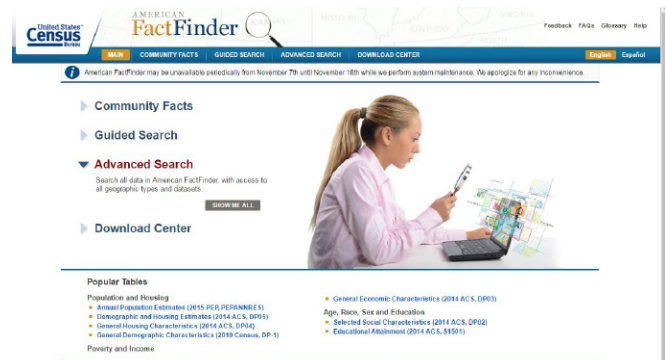 United States®
Census
Bureau
AMERICAN
FactFinder
KENTUCKY
Feedback FAQs Glossary Help
MAIN COMMUNITY FACTS GUIDED SEARCH ADVANCED SEARCH DOWNLOAD CENTER
English Español
American FactFinder may be unavailable periodically from November 7th until November 18th while we perform system maintenance. We apologize for any inconvenience.
Community Facts
Guided Search
Advanced Search
Search all data in American FactFinder, with access to
all geographic types and datasets.
SHOW ME ALL
Download Center
Popular Tables
Population and Housing
Annual Population Estimates (2015 PEP, PEPANNRES)
Demographic and Housing Estimates (2014 ACS, DP05)
General Housing Characteristics (2014 ACS, DP04)
General Demographic Characteristics (2010 Census, DP-1)
Poverty and Income
General Economic Characteristics (2014 ACS, DP03)
Age, Race, Sex and Education
Selected Social Characteristics (2014 ACS, DP02)
Educational Attainment (2014 ACS, S1501)